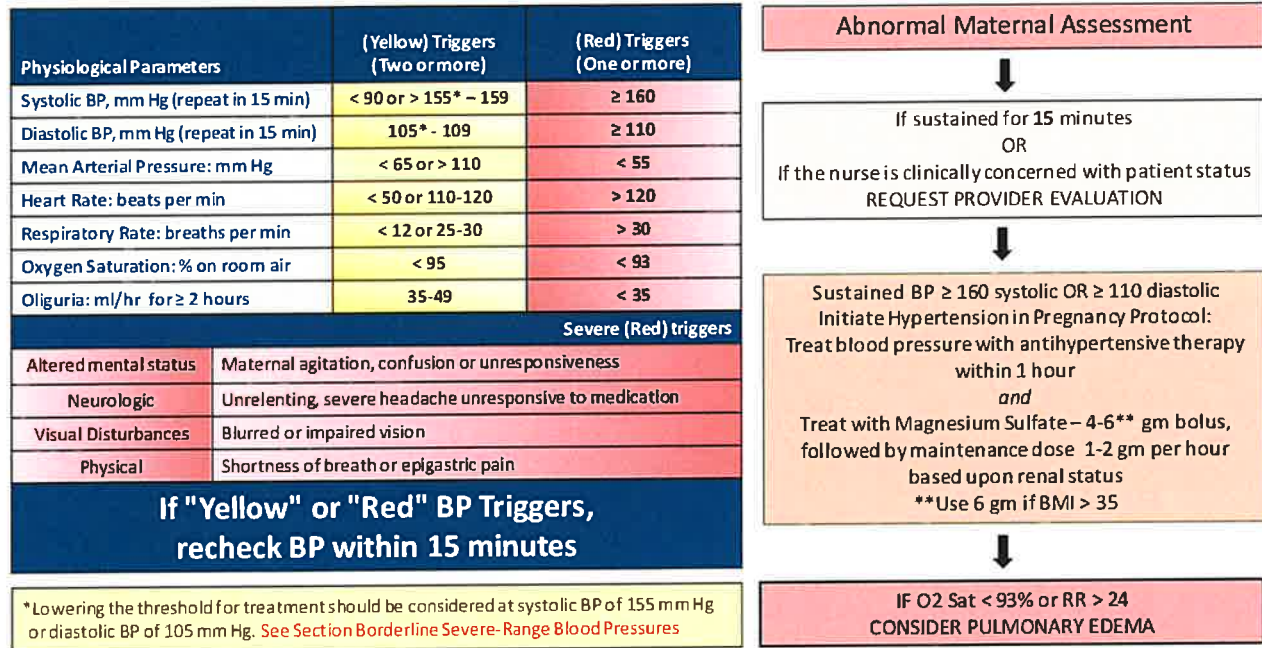 Physiological Parameters
(Yellow) Triggers
(Two or more)
(Red) Triggers
(One or more)
Systolic BP, mm Hg (repeat in 15 min) < 90 or > 155* – 159 ≥ 160
Diastolic BP, mm Hg (repeat in 15 min) 105* - 109 ≥ 110
Mean Arterial Pressure: mm Hg < 65 or > 110 < 55
Heart Rate: beats per min < 50 or 110-120 > 120
Respiratory Rate: breaths per min < 12 or 25-30 > 30
Oxygen Saturation: % on room air < 95 < 93
Oliguria: ml/hr for ≥ 2 hours 35-49 < 35
Severe (Red) triggers
Altered mental status Maternal agitation, confusion or unresponsiveness
Neurologic Unrelenting, severe headache unresponsive to medication
Visual Disturbances Blurred or impaired vision
Physical Shortness of breath or epigastric pain
If "Yellow" or "Red" BP Triggers,
recheck BP within 15 minutes
*Lowering the threshold for treatment should be considered at systolic BP of 155 mm Hg
or diastolic BP of 105 mm Hg. See Section Borderline Severe-Range Blood Pressures
Abnormal Maternal Assessment
If sustained for 15 minutes
OR
If the nurse is clinically concerned with patient status
REQUEST PROVIDER EVALUATION
Sustained BP ≥ 160 systolic OR ≥ 110 diastolic
Initiate Hypertension in Pregnancy Protocol:
Treat blood pressure with antihypertensive therapy
within 1 hour
and
Treat with Magnesium Sulfate – 4-6** gm bolus,
followed by maintenance dose 1-2 gm per hour
based upon renal status
**Use 6 gm if BMI > 35
IF O2 Sat < 93% or RR > 24
CONSIDER PULMONARY EDEMA